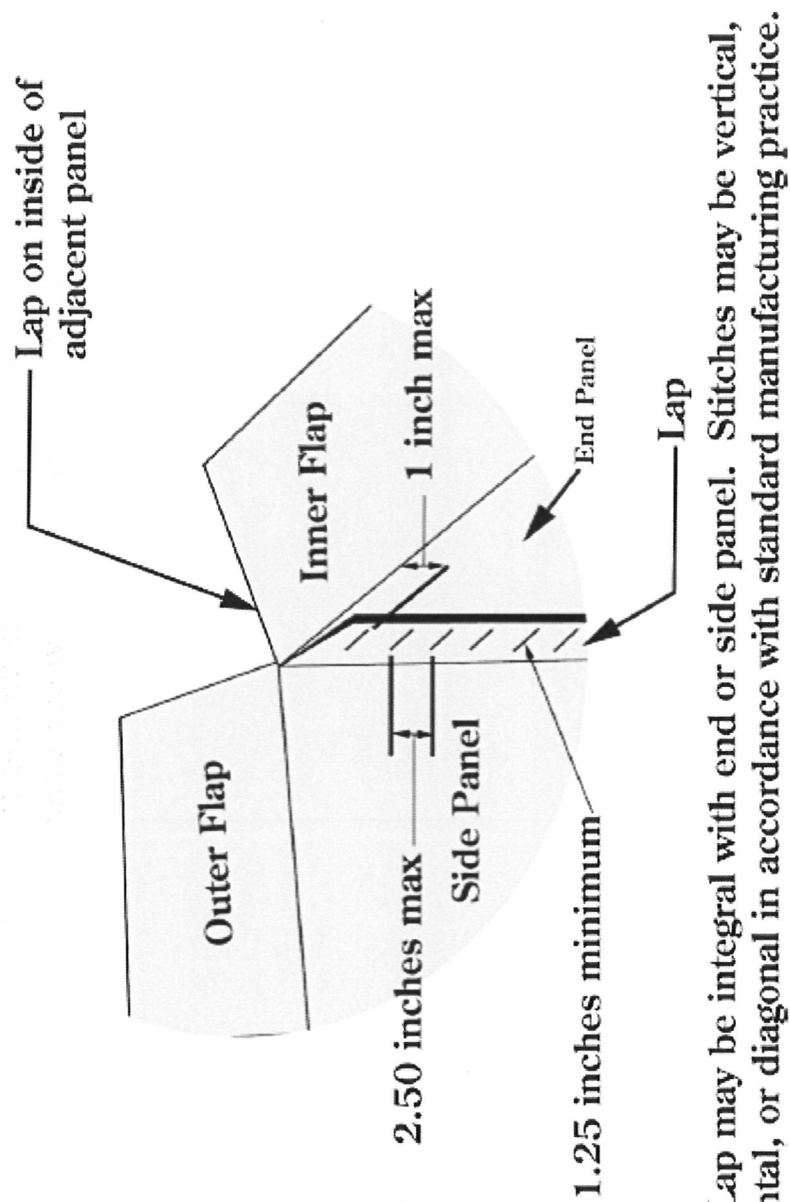 Lap on inside of
adjacent panel
Outer Flap
Inner Flap
2.50 inches max
1 inch max
Side Panel
End Panel
1.25 inches minimum
Lap
Lap may be integral with end or side panel. Stitches may be vertical,
or diagonal in accordance with standard manufacturing practice.